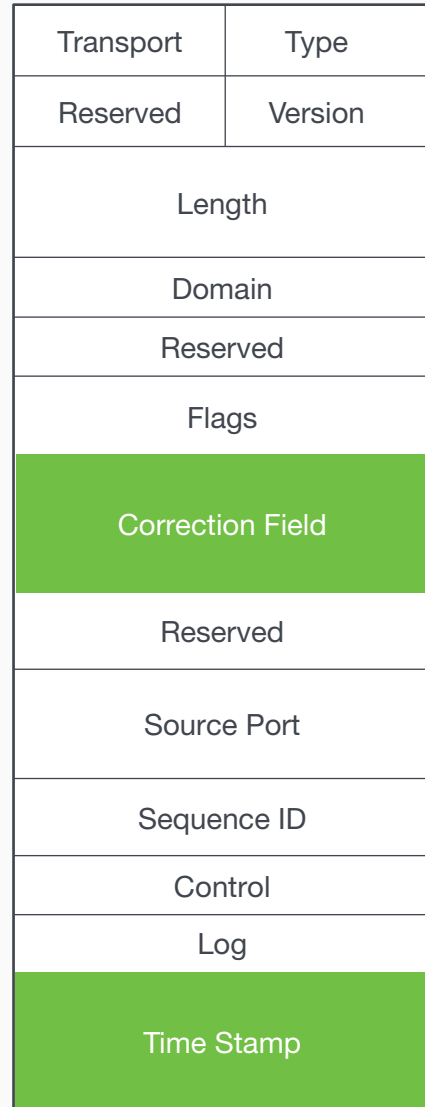 Transport Type
Reserved Version
Length
Domain
Reserved
Flags
Correction Field
Reserved
Source Port
Sequence ID
Control
Log
Time Stamp